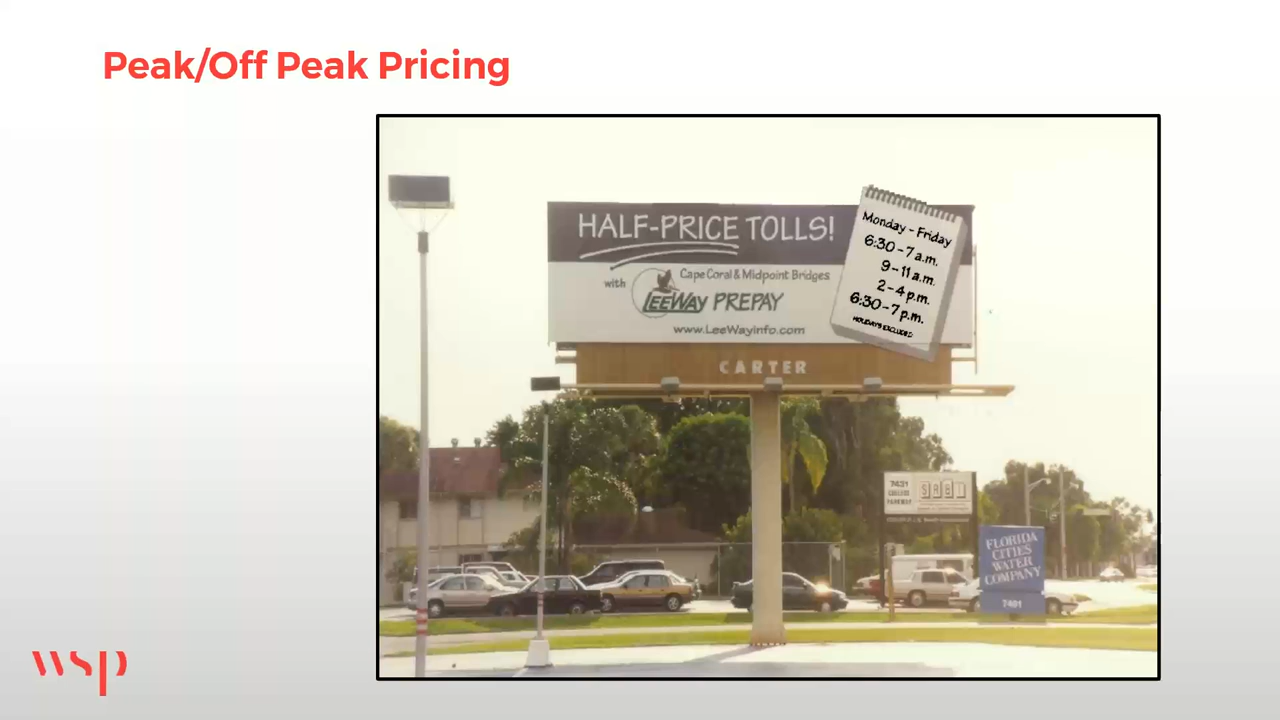 Peak/Off Peak Pricing
HALF-PRICE TOLLS!
with
Cape Coral & Midpoint Bridges
LEEWAY PREPAY
www.LeeWayinfo.com
Monday - Friday
6:30 - 7 a.m.
9 - 11 a.m.
2 - 4 p.m.
6:30 - 7 p.m.
HOLIDAYS EXCLUDED
CARTER
7431
COLLEGE
PARKWAY
FLORIDA
CITIES
WATER
COMPANY
7401
wsp